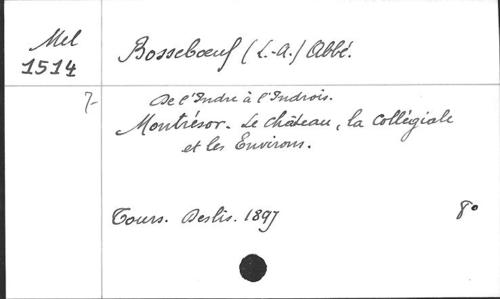 Mel
1514
Bosseboeuf (L.-A.) Abbé.
7-
De l'Indre à l'Indrois.
Montrésor. Le château, la Collégiale
et les Environs.
Tours. Deslis. 1897
8°